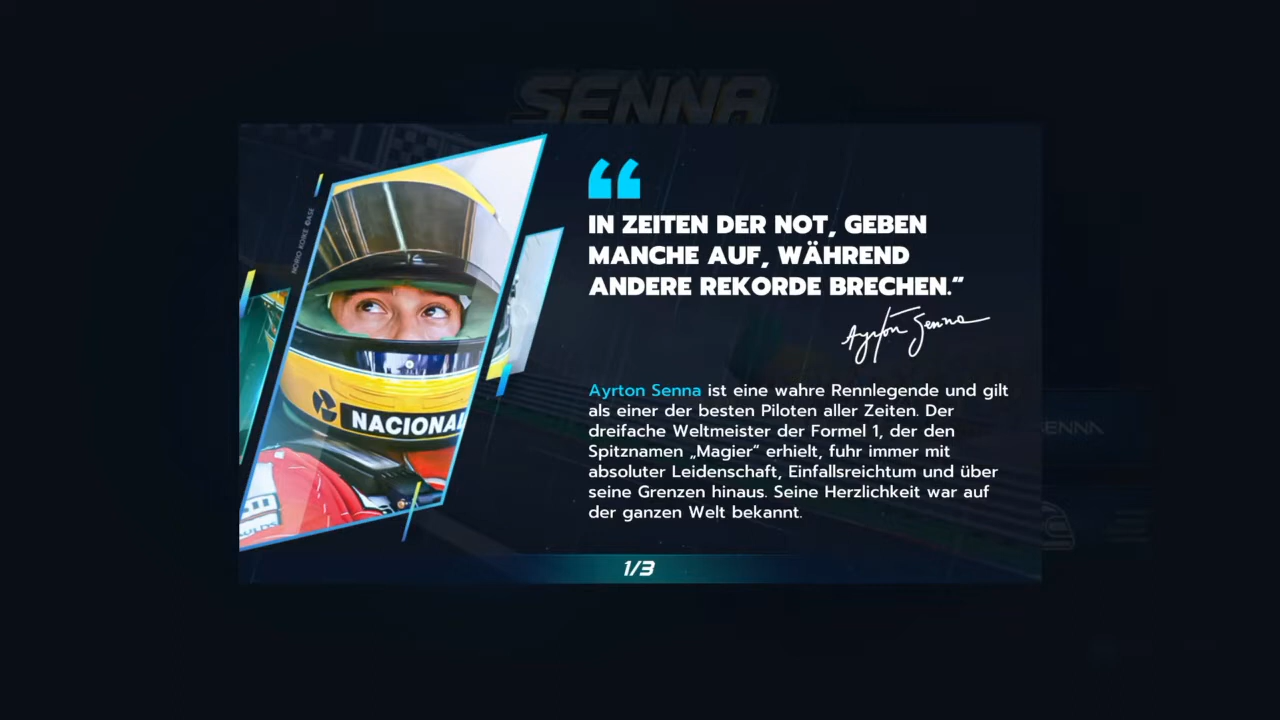 SENNA
NORIO KOIKE ©ASE
NACIONAL
IN ZEITEN DER NOT, GEBEN
MANCHE AUF, WÄHREND
ANDERE REKORDE BRECHEN.“
Ayrton Senna
Ayrton Senna ist eine wahre Rennlegende und gilt
als einer der besten Piloten aller Zeiten. Der
dreifache Weltmeister der Formel 1, der den
Spitznamen „Magier“ erhielt, fuhr immer mit
absoluter Leidenschaft, Einfallsreichtum und über
seine Grenzen hinaus. Seine Herzlichkeit war auf
der ganzen Welt bekannt.
SENNA
1/3